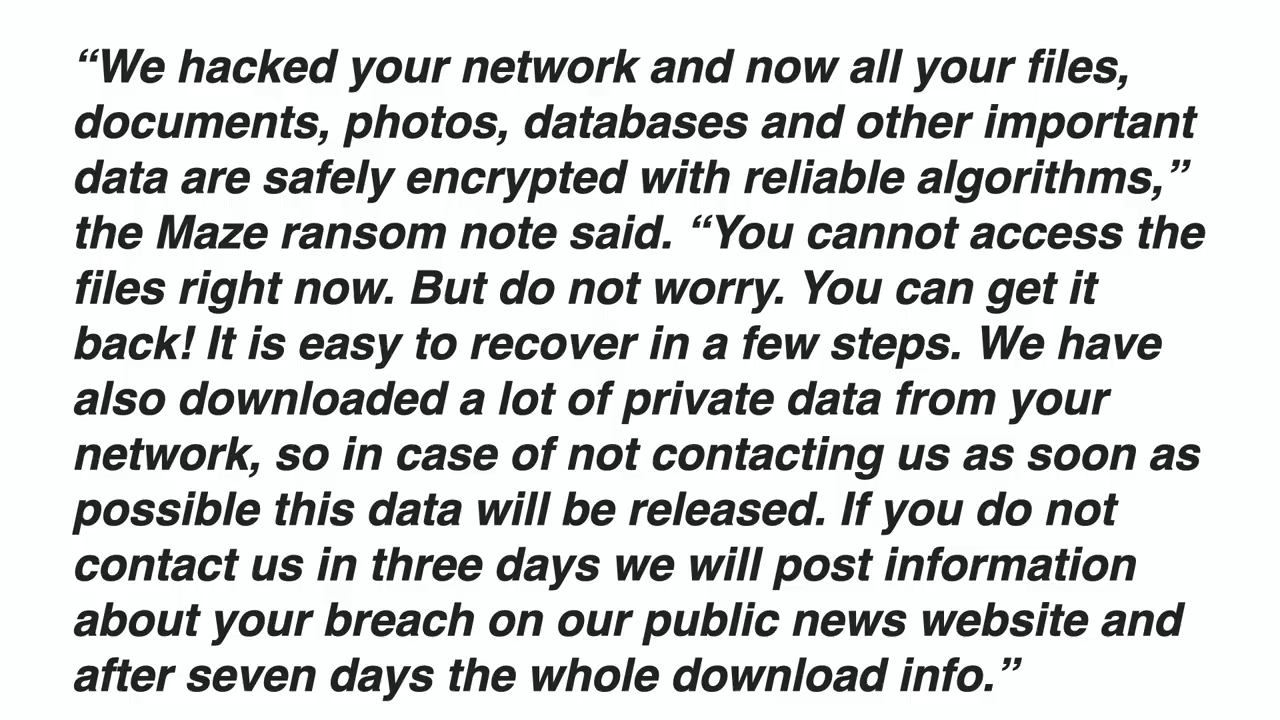 “We hacked your network and now all your files,
documents, photos, databases and other important
data are safely encrypted with reliable algorithms,”
the Maze ransom note said. “You cannot access the
files right now. But do not worry. You can get it
back! It is easy to recover in a few steps. We have
also downloaded a lot of private data from your
network, so in case of not contacting us as soon as
possible this data will be released. If you do not
contact us in three days we will post information
about your breach on our public news website and
after seven days the whole download info.”